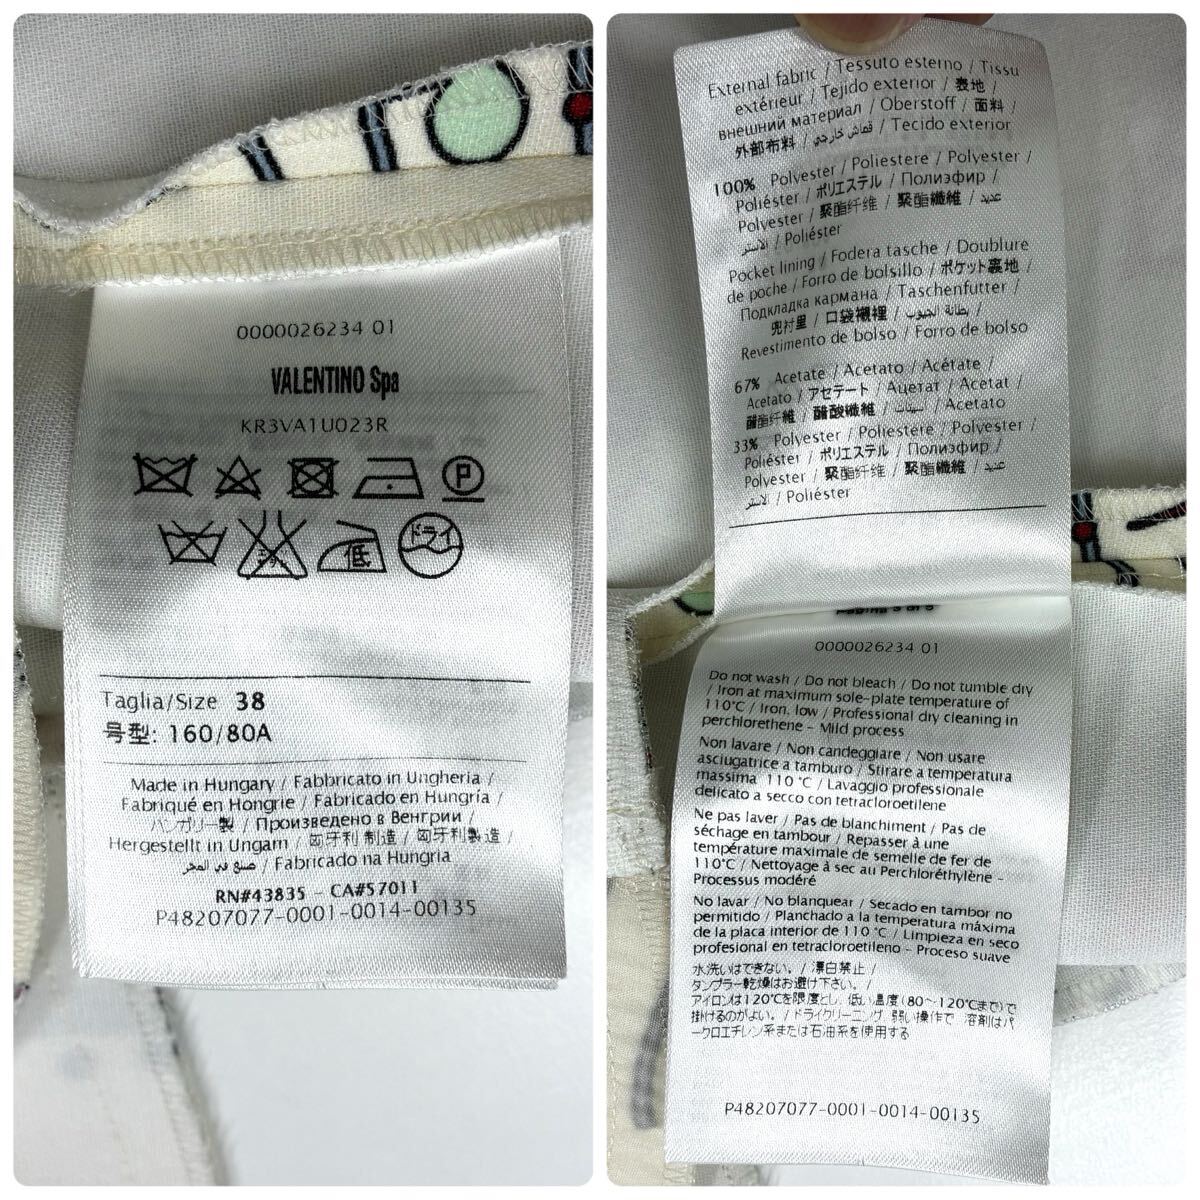 0000026234 01
VALENTINO Spa
KR3VA1U023R
P
エンソ
低
ドライ
Taglia/Size 38
号型: 160/80A
Made in Hungary / Fabbricato in Ungheria /
Fabriqué en Hongrie / Fabricado en Hungría /
ハンガリー製 / Произведено в Венгрии /
Hergestellt in Ungarn / 匈牙利制造 / 匈牙利製造 /
صنع في المجر / Fabricado na Hungria
RN#43835 - CA#57011
P48207077-0001-0014-00135
External fabric / Tessuto esterno / Tissu
extérieur / Tejido exterior / 表地 /
внешний материал / Oberstoff / 面料 /
外部布料 / قماش خارجي / Tecido exterior
100% Polyester / Poliestere / Polyester /
Poliéster / ポリエステル / Полиэфир /
Polyester / 聚酯纤维 / 聚酯纖維 / عديد
الاستر / Poliéster
Pocket lining / Fodera tasche / Doublure
de poche / Forro de bolsillo / ポケット裏地 /
Подкладка кармана / Taschenfutter /
兜衬里 / 口袋襯裡 / بطانة الجيوب /
Revestimento de bolso / Forro de bolso
67% Acetate / Acetato / Acétate /
Acetato / アセテート / Ацетат / Acetat /
醋酯纤维 / 醋酸纖維 / أسيتات / Acetato
33% Polyester / Poliestere / Polyester /
Poliéster / ポリエステル / Полиэфир /
Polyester / 聚酯纤维 / 聚酯纖維 / عديد
الاستر / Poliéster
0000026234 01
Do not wash / Do not bleach / Do not tumble dry
/ Iron at maximum sole-plate temperature of
110°C / Iron, low / Professional dry cleaning in
perchlorethene - Mild process
Non lavare / Non candeggiare / Non usare
asciugatrice a tamburo / Stirare a temperatura
massima 110 °C / Lavaggio professionale
delicato a secco con tetracloroetilene
Ne pas laver / Pas de blanchiment / Pas de
séchage en tambour / Repasser à une
température maximale de semelle de fer de
110°C / Nettoyage à sec au Perchloréthylène -
Processus modéré
No lavar / No blanquear / Secado en tambor no
permitido / Planchado a la temperatura máxima
de la placa interior de 110 °C / Limpieza en seco
profesional en tetracloroetileno - Proceso suave
水洗いはできない。 / 漂白禁止 /
タンブラー乾燥はお避け下さい。 /
アイロンは120℃を限度とし、低い温度(80～120℃まで)で
掛けるのがよい。 / ドライクリーニング 弱い操作で 溶剤はパ
ークロエチレン系または石油系を使用する
P48207077-0001-0014-00135